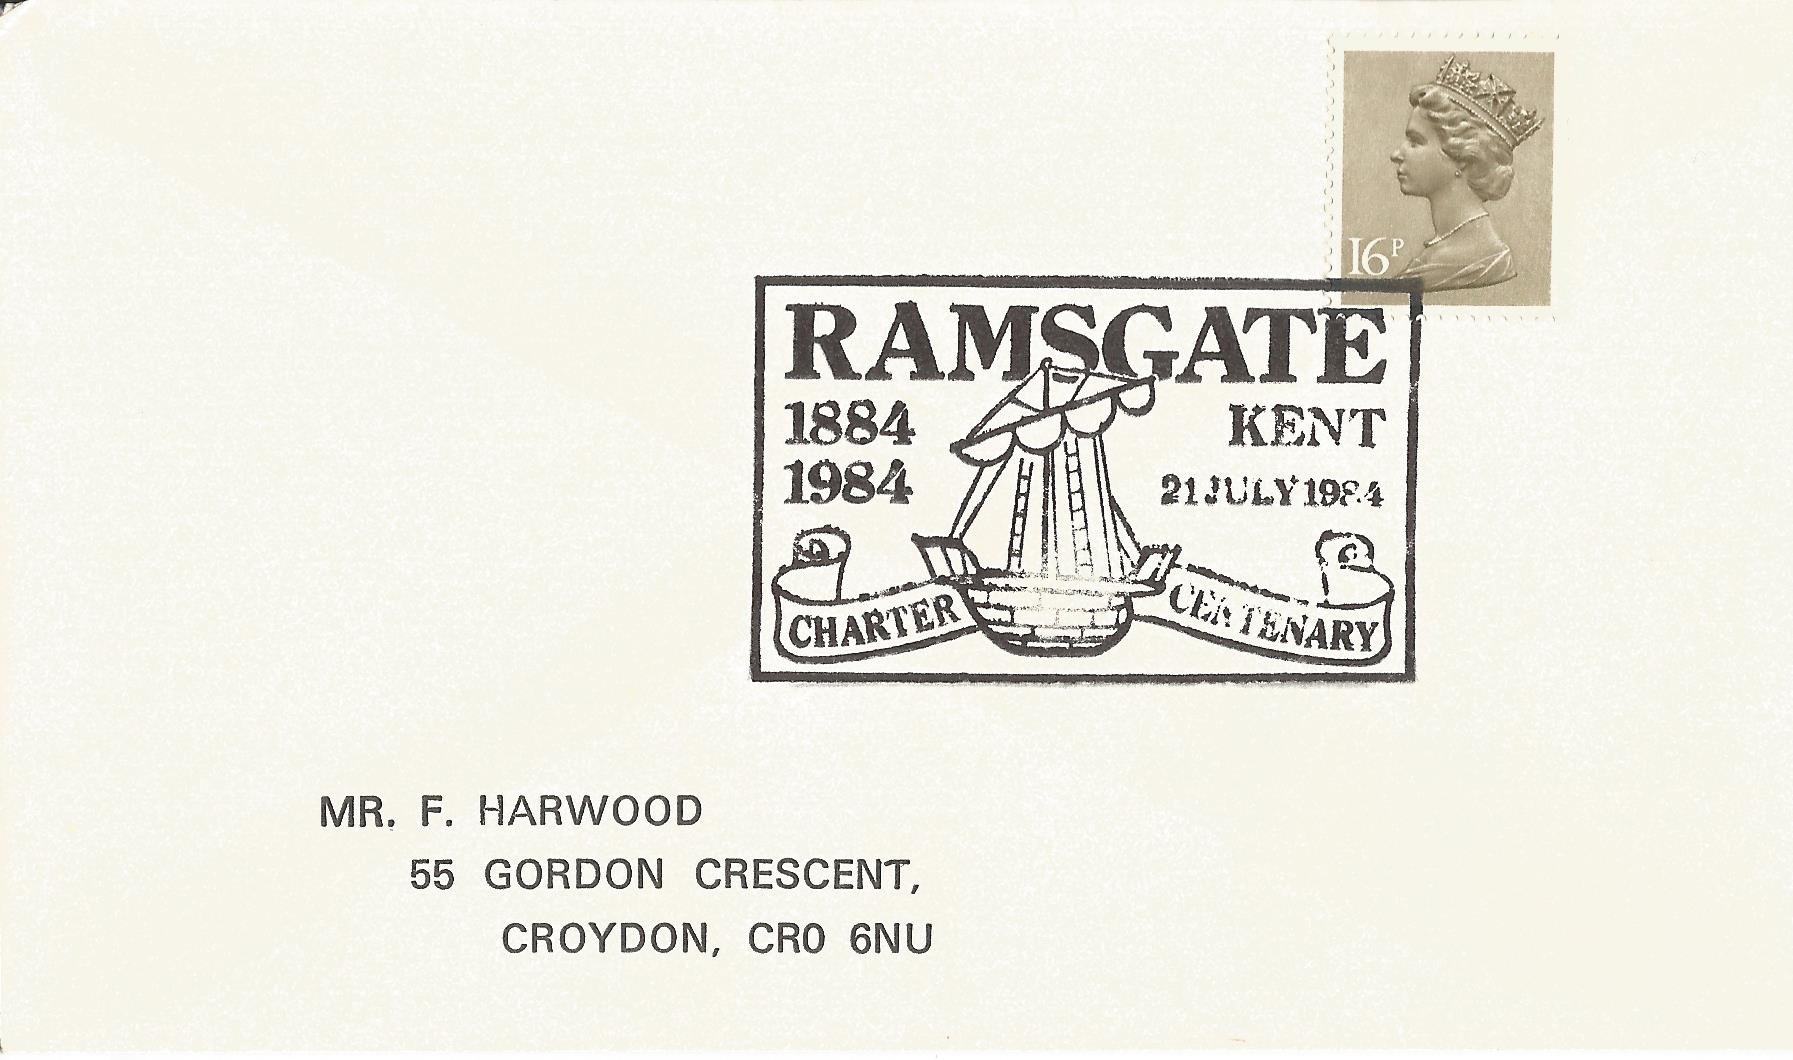 16P
RAMSGATE
1884
1984
KENT
21 JULY 1984
CHARTER CENTENARY
MR. F. HARWOOD
55 GORDON CRESCENT,
CROYDON, CR0 6NU